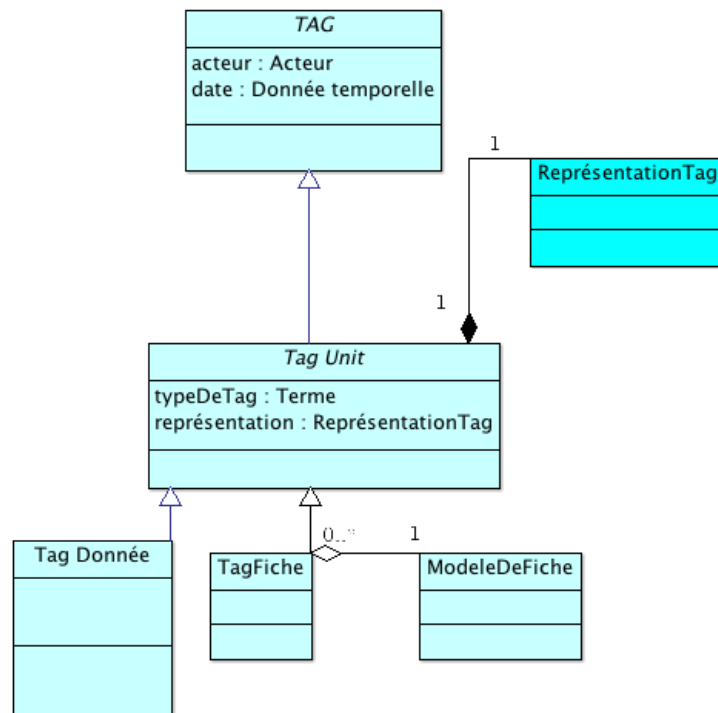 TAG
acteur : Acteur
date : Donnée temporelle
1
ReprésentationTag
1
Tag Unit
typeDeTag : Terme
représentation : ReprésentationTag
Tag Donnée
TagFiche
0..*
1
ModeleDeFiche